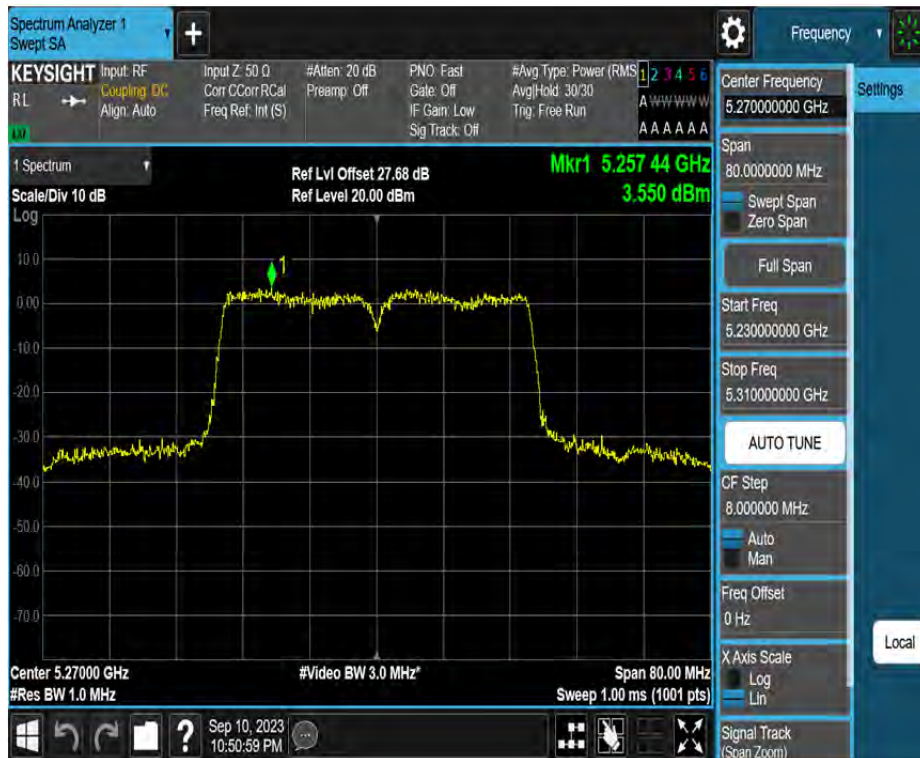 Spectrum Analyzer 1
Swept SA
+
Frequency
KEYSIGHT
RL
Input: RF
Coupling: DC
Align: Auto
Input Z: 50 Ω
Corr CCorr RCal
Freq Ref: Int (S)
#Atten: 20 dB
Preamp: Off
PNO: Fast
Gate: Off
IF Gain: Low
Sig Track: Off
#Avg Type: Power (RMS
Avg|Hold: 30/30
Trig: Free Run
1 2 3 4 5 6
A W W W W W
A A A A A A
1 Spectrum
Scale/Div 10 dB
Log
Ref Lvl Offset 27.68 dB
Ref Level 20.00 dBm
Mkr1 5.257 44 GHz
3.550 dBm
1
10.0
0.00
-10.0
-20.0
-30.0
-40.0
-50.0
-60.0
-70.0
Center 5.27000 GHz
#Res BW 1.0 MHz
#Video BW 3.0 MHz*
Span 80.00 MHz
Sweep 1.00 ms (1001 pts)
?
Sep 10, 2023
10:50:59 PM
Center Frequency
5.270000000 GHz
Settings
Span
80.0000000 MHz
Swept Span
Zero Span
Full Span
Start Freq
5.230000000 GHz
Stop Freq
5.310000000 GHz
AUTO TUNE
CF Step
8.000000 MHz
Auto
Man
Freq Offset
0 Hz
Local
X Axis Scale
Log
Lin
Signal Track
(Span Zoom)